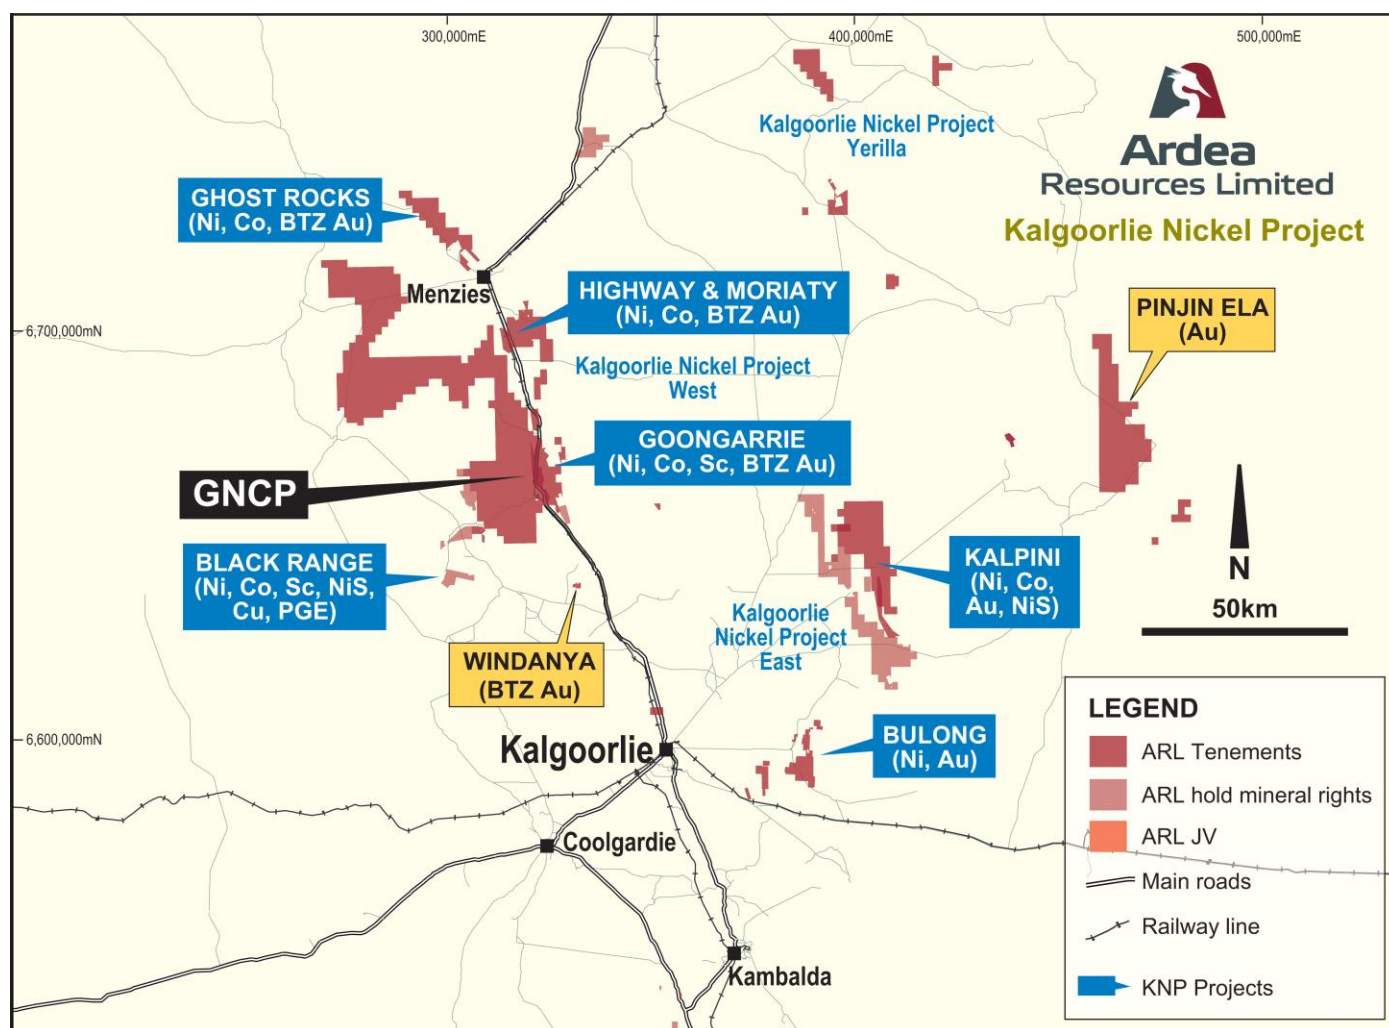 300,000mE
400,000mE
500,000mE
Ardea
Resources Limited
Kalgoorlie Nickel Project
Kalgoorlie Nickel Project
Yerilla
GHOST ROCKS
(Ni, Co, BTZ Au)
Menzies
HIGHWAY & MORIATY
(Ni, Co, BTZ Au)
PINJIN ELA
(Au)
6,700,000mN
Kalgoorlie Nickel Project
West
GOONGARRIE
(Ni, Co, Sc, BTZ Au)
GNCP
BLACK RANGE
(Ni, Co, Sc, NiS,
Cu, PGE)
KALPINI
(Ni, Co,
Au, NiS)
N
50km
Kalgoorlie
Nickel Project
East
WINDANYA
(BTZ Au)
6,600,000mN
Kalgoorlie
BULONG
(Ni, Au)
Coolgardie
Kambalda
LEGEND
ARL Tenements
ARL hold mineral rights
ARL JV
Main roads
Railway line
KNP Projects